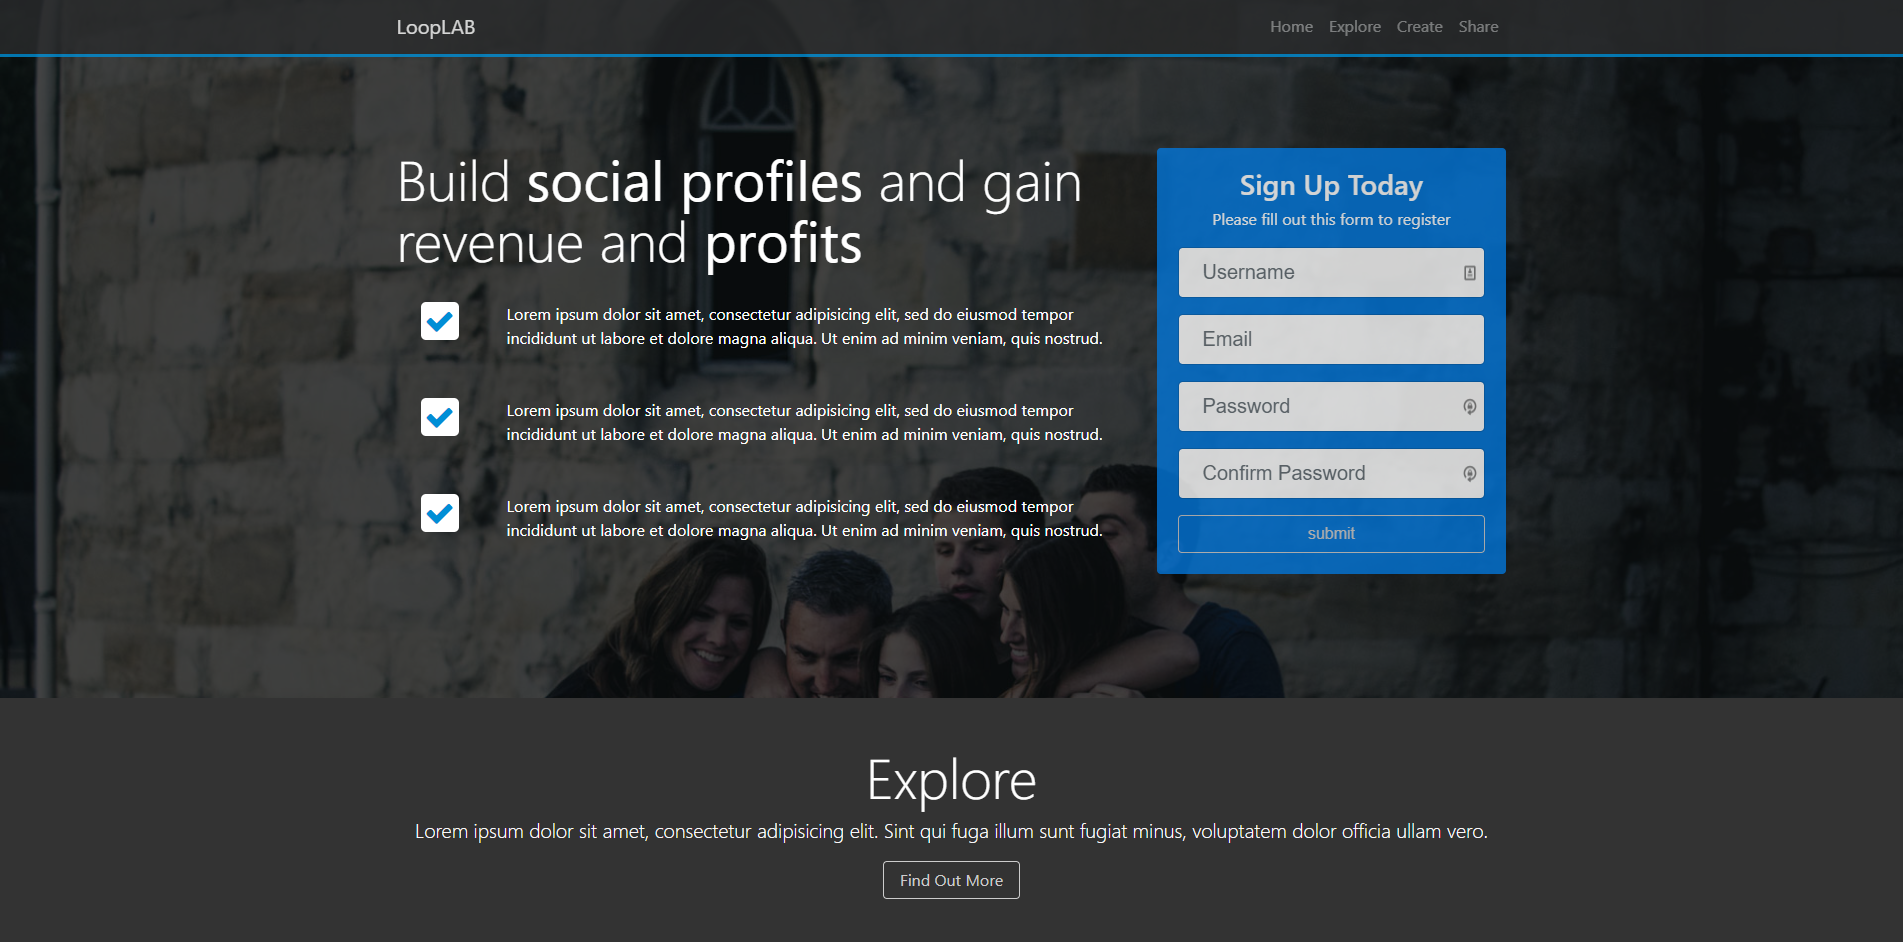 LoopLAB
Home Explore Create Share
Build social profiles and gain
revenue and profits
Lorem ipsum dolor sit amet, consectetur adipisicing elit, sed do eiusmod tempor
incididunt ut labore et dolore magna aliqua. Ut enim ad minim veniam, quis nostrud.
Lorem ipsum dolor sit amet, consectetur adipisicing elit, sed do eiusmod tempor
incididunt ut labore et dolore magna aliqua. Ut enim ad minim veniam, quis nostrud.
Lorem ipsum dolor sit amet, consectetur adipisicing elit, sed do eiusmod tempor
incididunt ut labore et dolore magna aliqua. Ut enim ad minim veniam, quis nostrud.
Sign Up Today
Please fill out this form to register
Username
Email
Password
Confirm Password
submit
Explore
Lorem ipsum dolor sit amet, consectetur adipisicing elit. Sint qui fuga illum sunt fugiat minus, voluptatem dolor officia ullam vero.
Find Out More